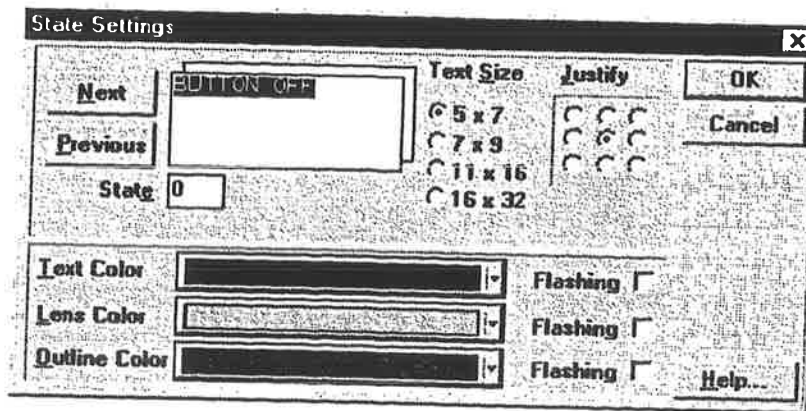 State Settings
X
Next
BUTTON OFF
Previous
State 0
Text Size
5 x 7
7 x 9
11 x 16
16 x 32
Justify
OK
Cancel
Text Color
Flashing
Lens Color
Flashing
Outline Color
Flashing
Help...